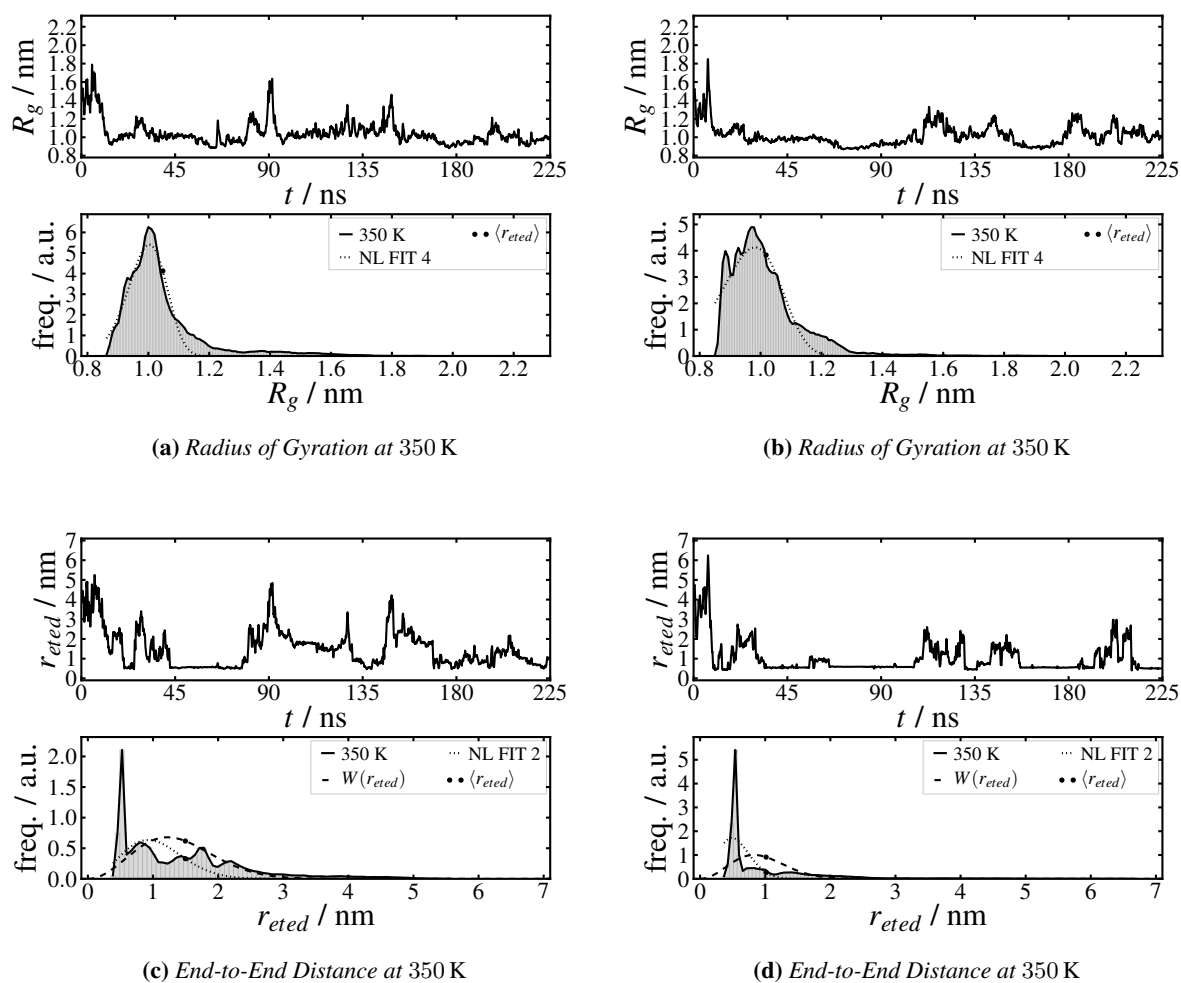 2.2
2.0
1.8
1.6
1.4
1.2
1.0
0.8
R_g / nm
0 45 90 135 180 225
t / ns
6
5
4
3
2
1
0
freq. / a.u.
350 K
⟨r_eted⟩
NL FIT 4
0.8 1.0 1.2 1.4 1.6 1.8 2.0 2.2
R_g / nm
(a) Radius of Gyration at 350 K
2.2
2.0
1.8
1.6
1.4
1.2
1.0
0.8
R_g / nm
0 45 90 135 180 225
t / ns
5
4
3
2
1
0
freq. / a.u.
350 K
⟨r_eted⟩
NL FIT 4
0.8 1.0 1.2 1.4 1.6 1.8 2.0 2.2
R_g / nm
(b) Radius of Gyration at 350 K
7
6
5
4
3
2
1
0
r_eted / nm
0 45 90 135 180 225
t / ns
2.0
1.5
1.0
0.5
0.0
freq. / a.u.
350 K
NL FIT 2
W(r_eted)
⟨r_eted⟩
0 1 2 3 4 5 6 7
r_eted / nm
(c) End-to-End Distance at 350 K
7
6
5
4
3
2
1
0
r_eted / nm
0 45 90 135 180 225
t / ns
5
4
3
2
1
0
freq. / a.u.
350 K
NL FIT 2
W(r_eted)
⟨r_eted⟩
0 1 2 3 4 5 6 7
r_eted / nm
(d) End-to-End Distance at 350 K